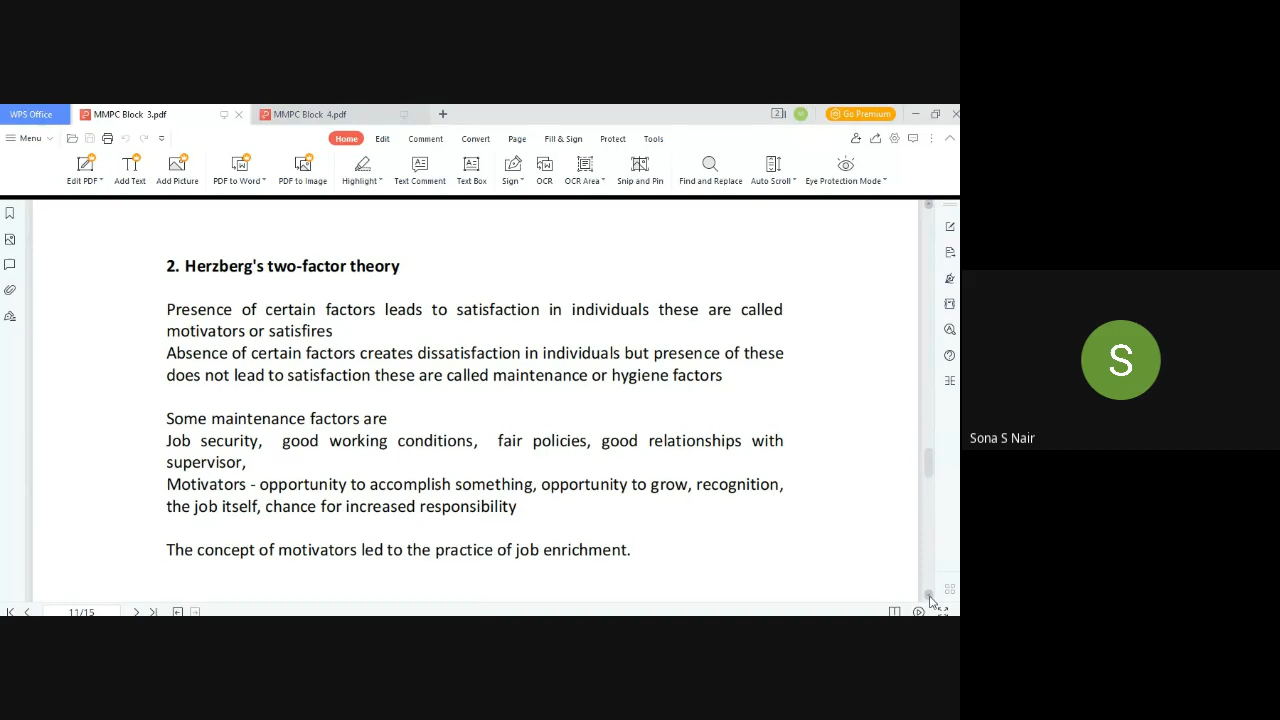 WPS Office MMPC Block 3.pdf MMPC Block 4.pdf Go Premium
Menu Home Edit Comment Convert Page Fill & Sign Protect Tools
Edit PDF Add Text Add Picture PDF to Word PDF to Image Highlight Text Comment Text Box Sign OCR OCR Area Snip and Pin Find and Replace Auto Scroll Eye Protection Mode
2. Herzberg's two-factor theory
Presence of certain factors leads to satisfaction in individuals these are called
motivators or satisfires
Absence of certain factors creates dissatisfaction in individuals but presence of these
does not lead to satisfaction these are called maintenance or hygiene factors
Some maintenance factors are
Job security, good working conditions, fair policies, good relationships with
supervisor,
Motivators - opportunity to accomplish something, opportunity to grow, recognition,
the job itself, chance for increased responsibility
The concept of motivators led to the practice of job enrichment.
11/15
S
Sona S Nair